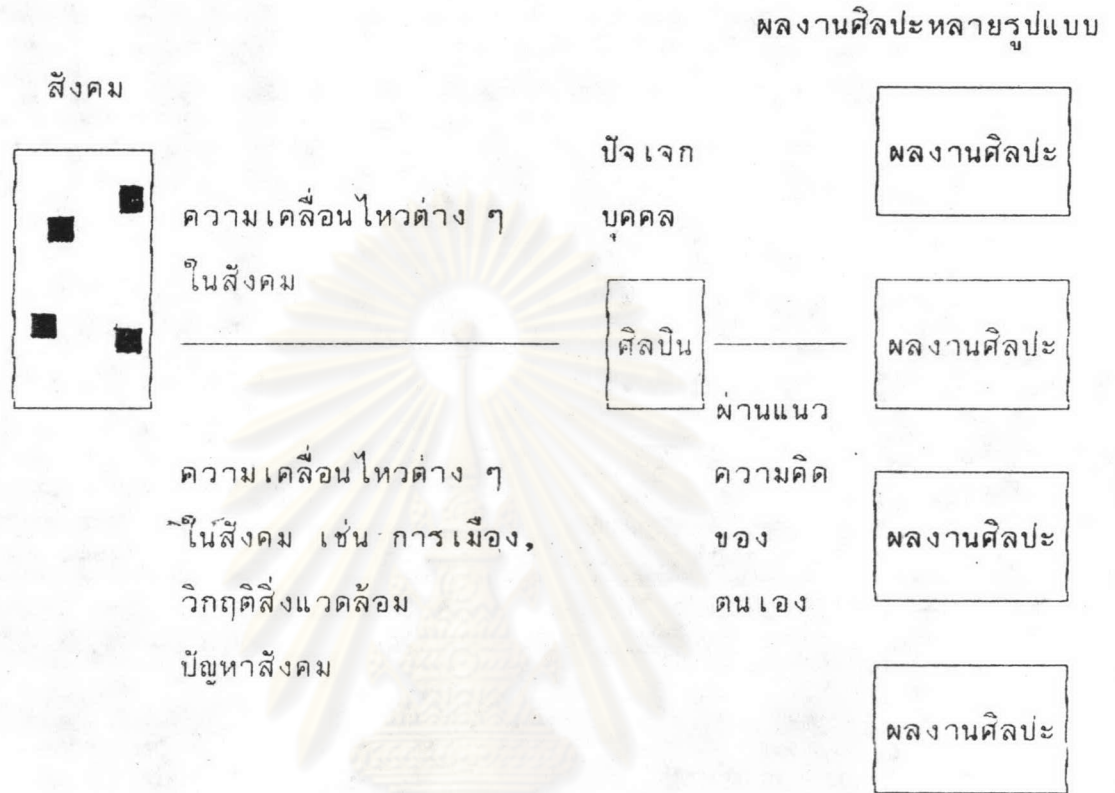 ผลงานศิลปะหลายรูปแบบ
สังคม
ปัจเจก
บุคคล
ผลงานศิลปะ
ความเคลื่อนไหวต่าง ๆ
ในสังคม
ศิลปิน
ผลงานศิลปะ
ผ่านแนว
ความคิด
ของ
ตนเอง
ความเคลื่อนไหวต่าง ๆ
ในสังคม เช่น การเมือง,
วิกฤติสิ่งแวดล้อม
ปัญหาสังคม
ผลงานศิลปะ
ผลงานศิลปะ